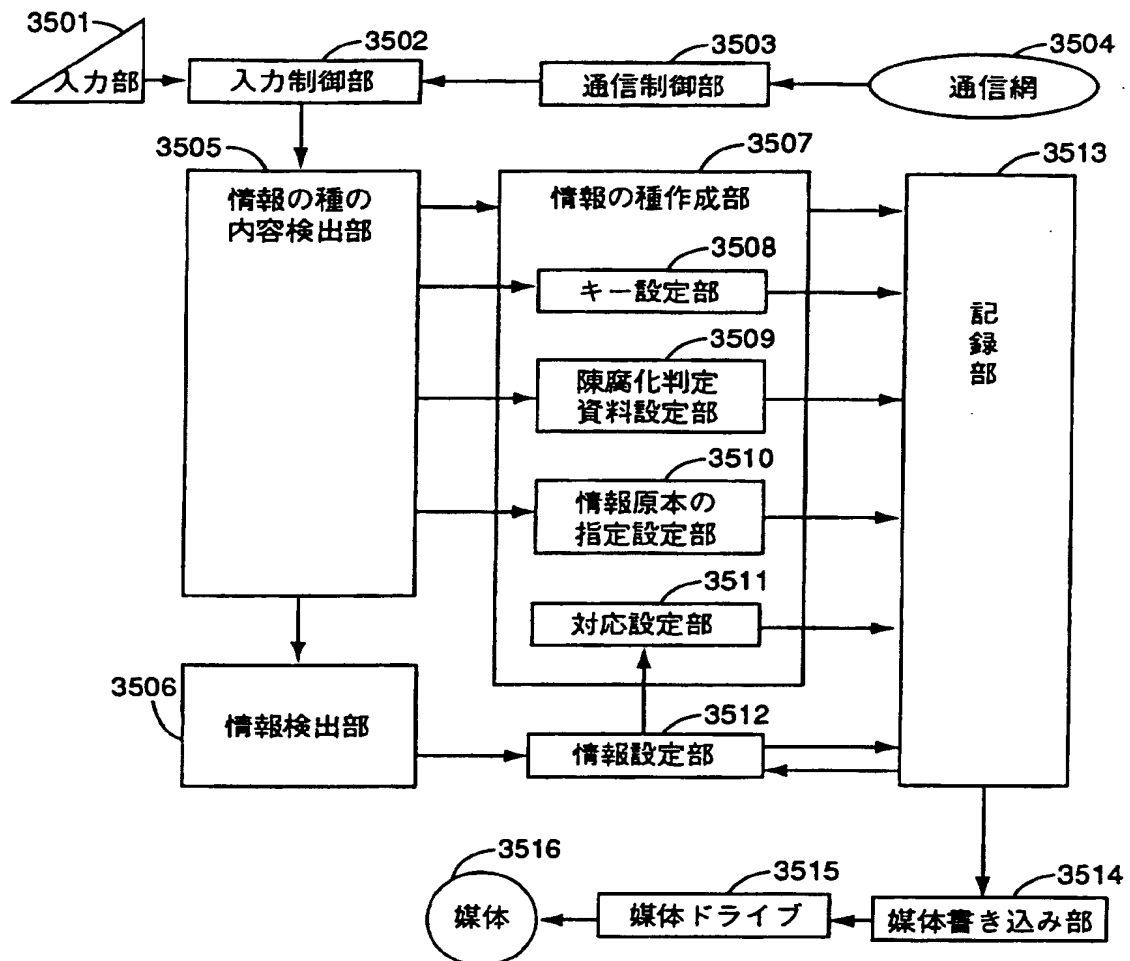 3501
入力部
3502
入力制御部
3503
通信制御部
3504
通信網
3505
情報の種の
内容検出部
3507
情報の種作成部
3508
キー設定部
3509
陳腐化判定
資料設定部
3510
情報原本の
指定設定部
3511
対応設定部
3513
記
録
部
3506
情報検出部
3512
情報設定部
3516
媒体
3515
媒体ドライブ
3514
媒体書き込み部